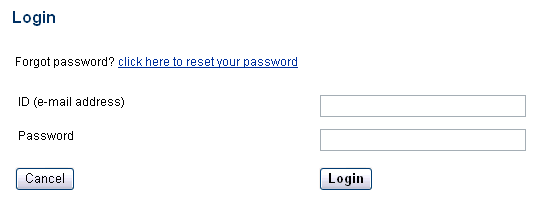 Login
Forgot password? click here to reset your password
ID (e-mail address)
Password
Cancel Login